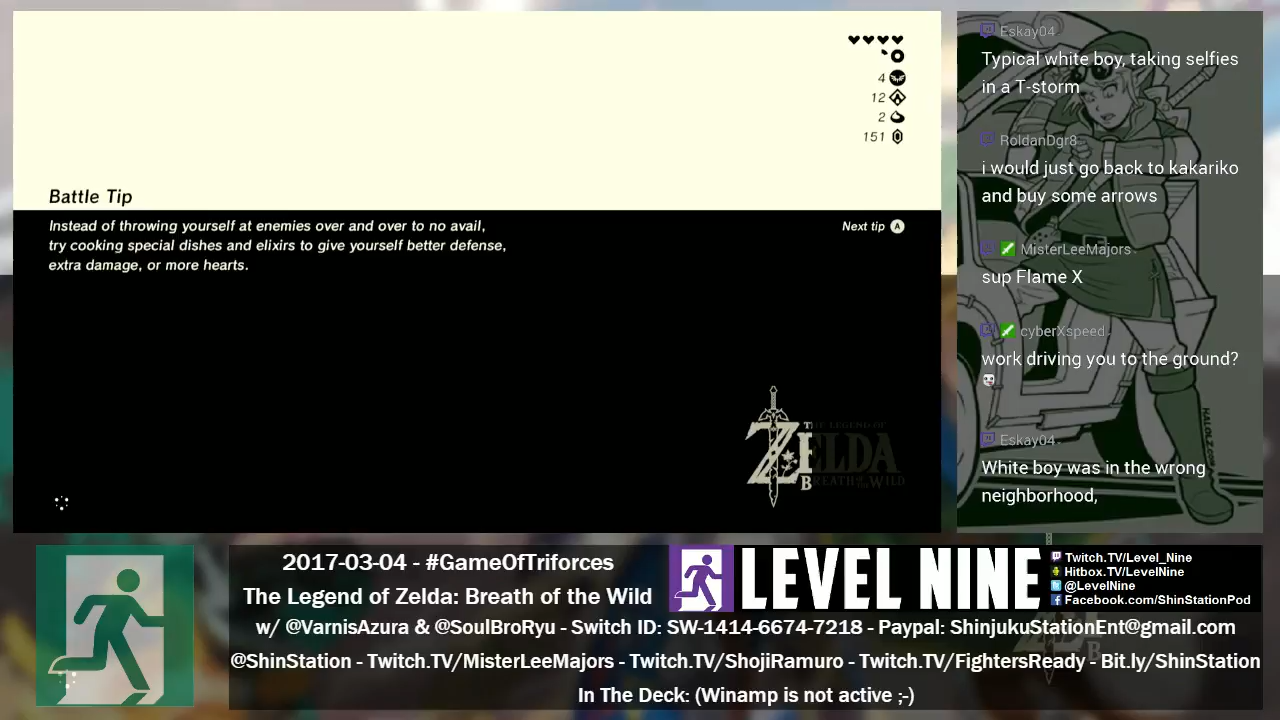 4
12
2
151
Battle Tip
Instead of throwing yourself at enemies over and over to no avail,
try cooking special dishes and elixirs to give yourself better defense,
extra damage, or more hearts.
Next tip A
THE LEGEND OF
ZELDA
BREATH OF THE WILD
Eskay04
Typical white boy, taking selfies
in a T-storm
RoldanDgr8
i would just go back to kakariko
and buy some arrows
MisterLeeMajors
sup Flame X
cyberXspeed
work driving you to the ground?
Eskay04
White boy was in the wrong
neighborhood,
HALOLZ.COM
2017-03-04 - #GameOfTriforces
The Legend of Zelda: Breath of the Wild
LEVEL NINE
Twitch.TV/Level_Nine
Hitbox.TV/LevelNine
@LevelNine
Facebook.com/ShinStationPod
w/ @VarnisAzura & @SoulBroRyu - Switch ID: SW-1414-6674-7218 - Paypal: ShinjukuStationEnt@gmail.com
@ShinStation - Twitch.TV/MisterLeeMajors - Twitch.TV/ShojiRamuro - Twitch.TV/FightersReady - Bit.ly/ShinStation
In The Deck: (Winamp is not active ;-)